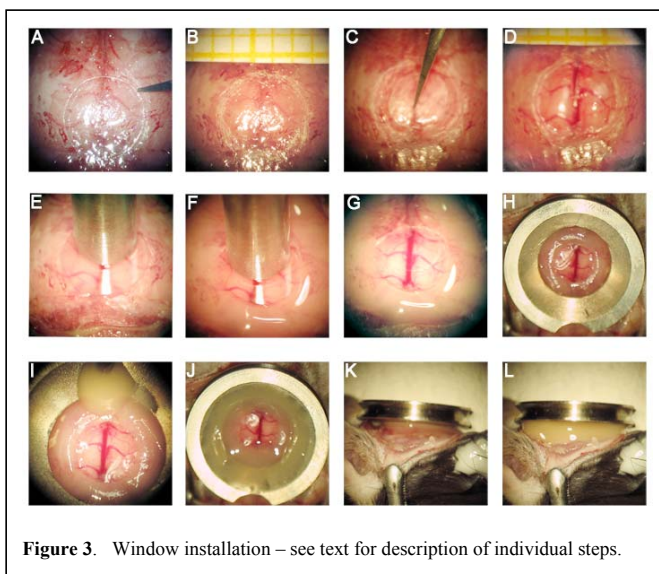 A B C D
E F G H
I J K L
Figure 3. Window installation – see text for description of individual steps.